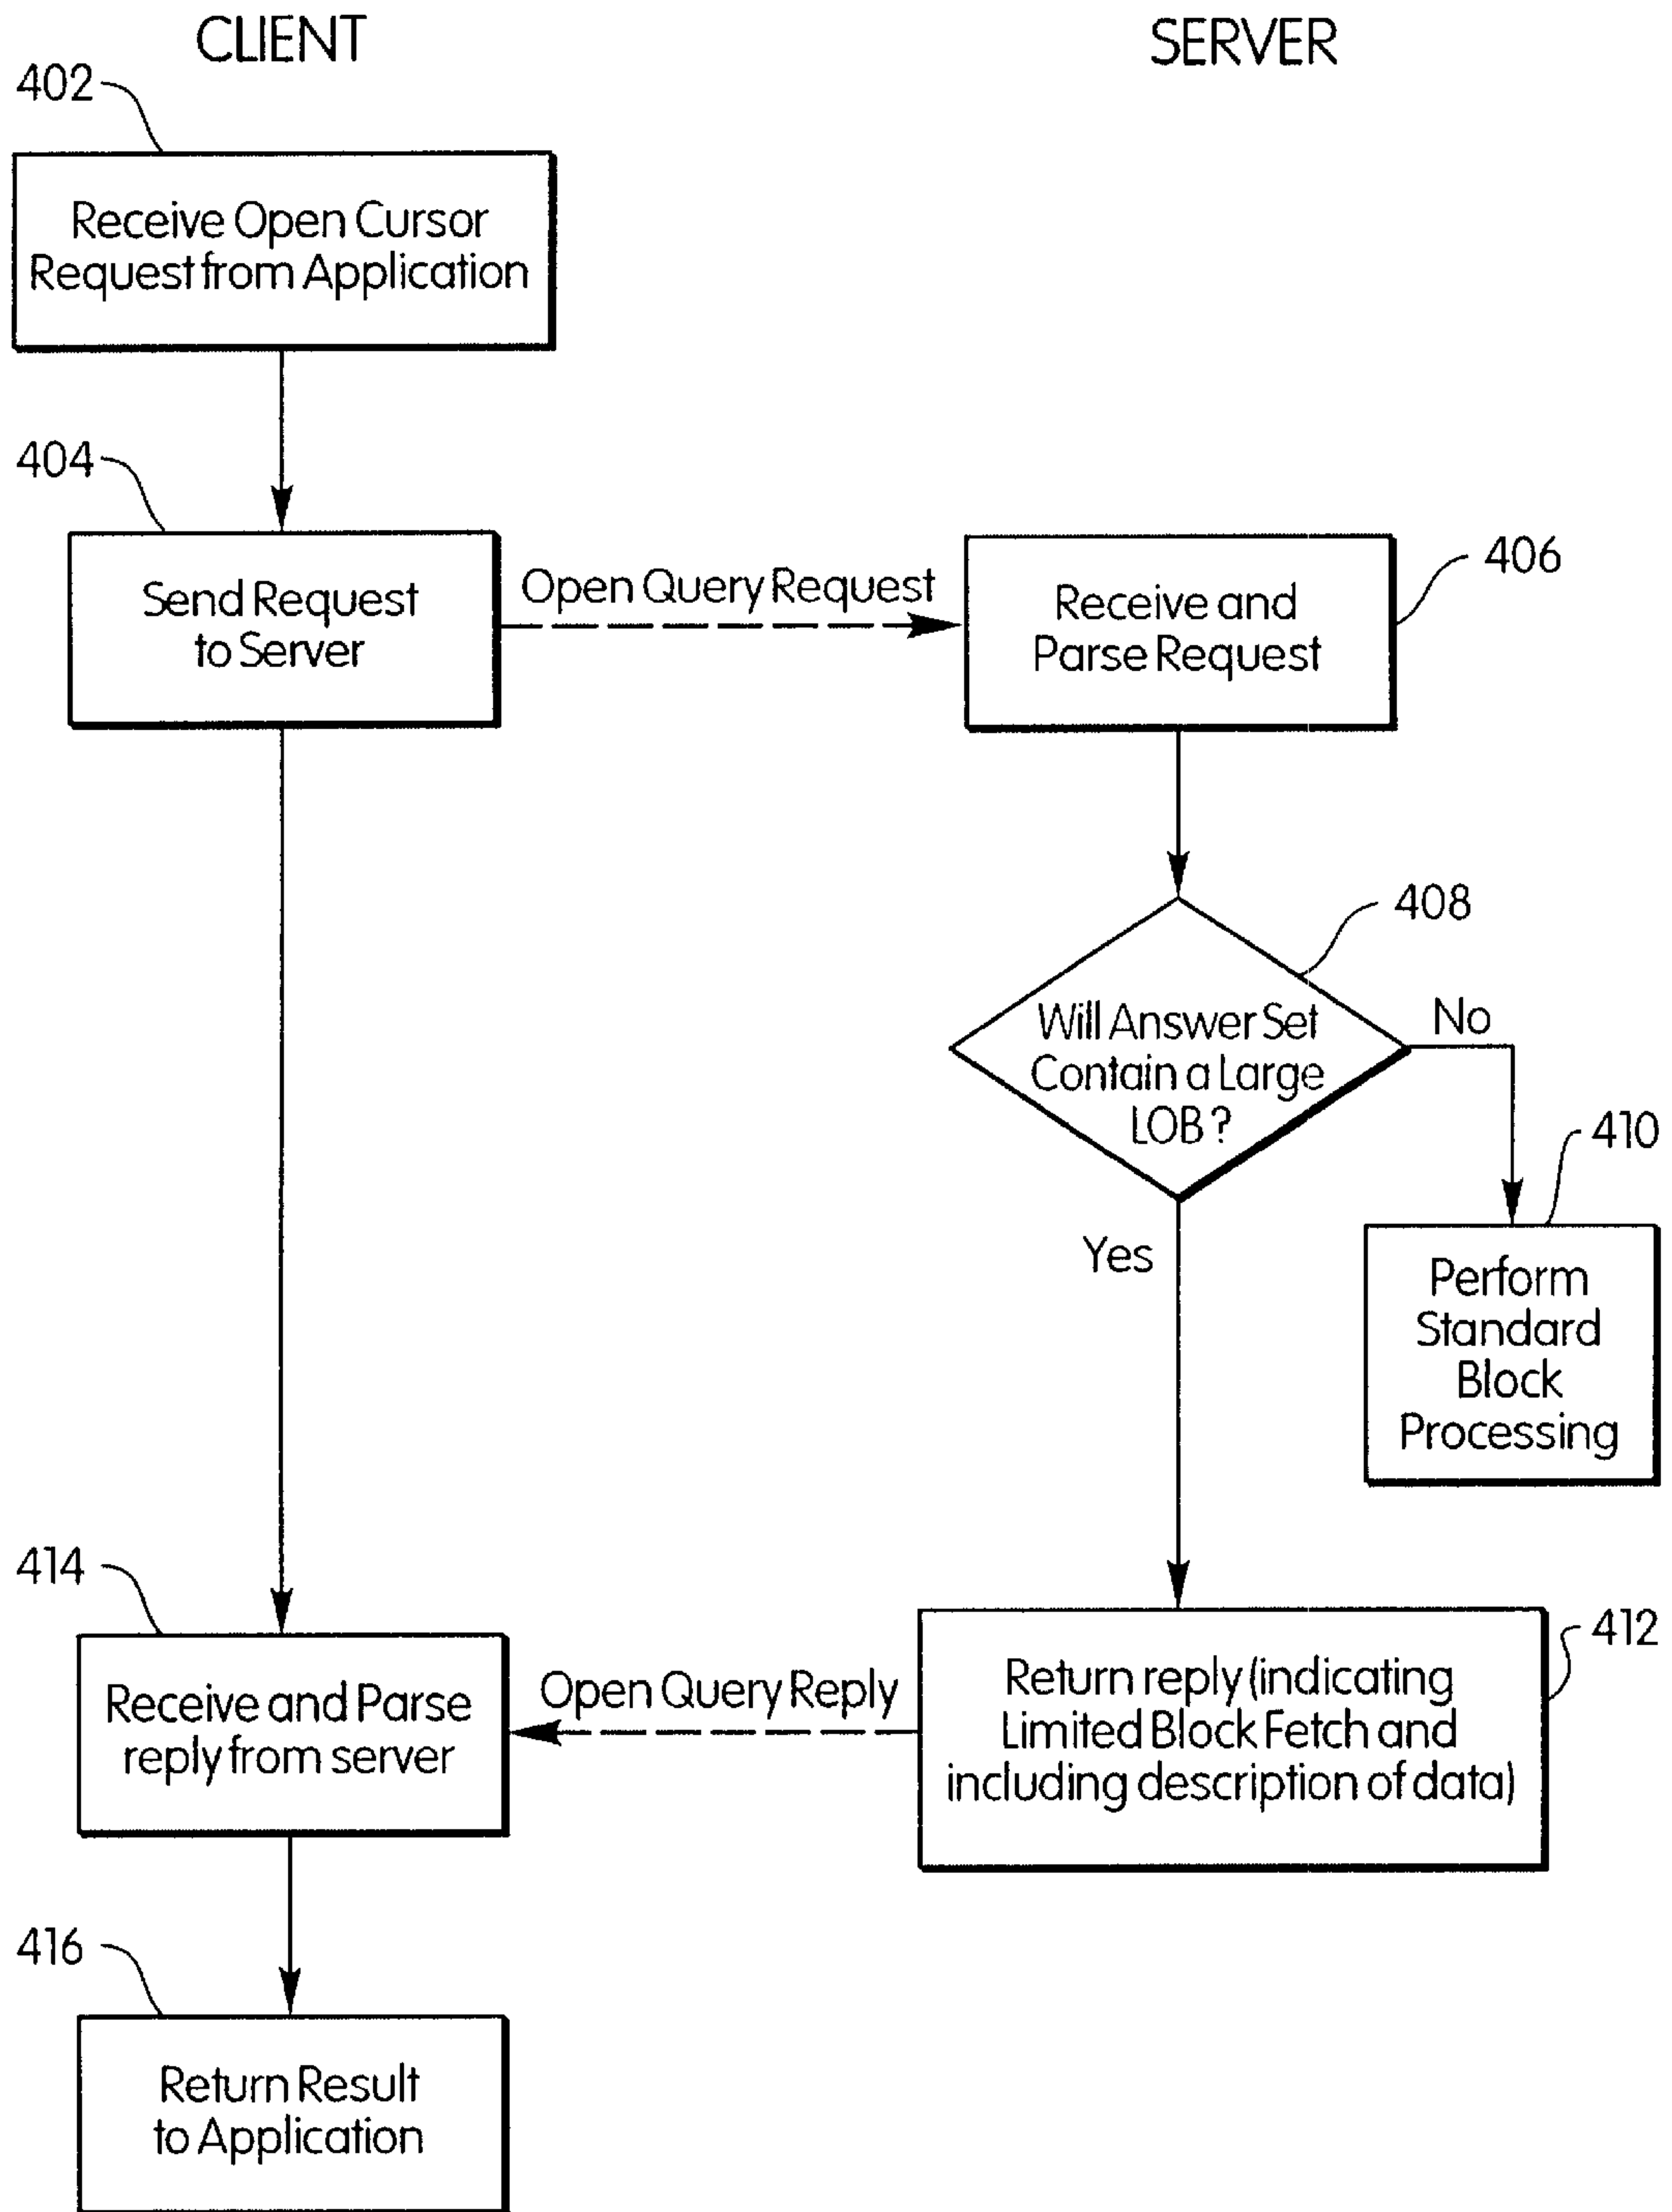 CLIENT
SERVER
402
Receive Open Cursor
Request from Application
404
Send Request
to Server
Open Query Request
406
Receive and
Parse Request
408
Will Answer Set
Contain a Large
LOB?
No
Yes
410
Perform
Standard
Block
Processing
414
Receive and Parse
reply from server
Open Query Reply
412
Return reply (indicating
Limited Block Fetch and
including description of data)
416
Return Result
to Application